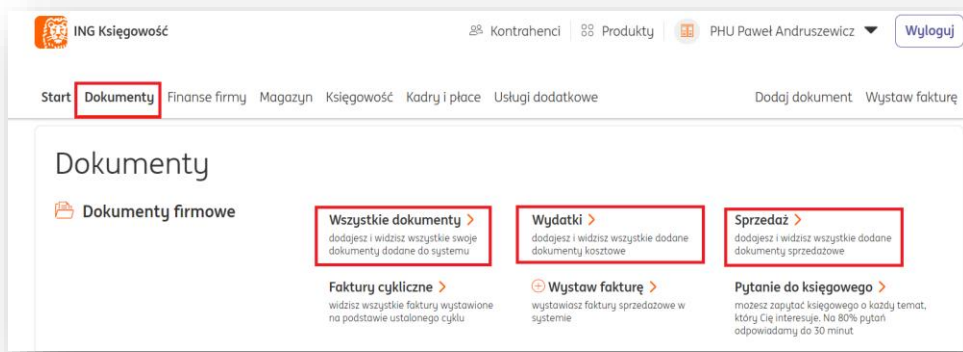 ING Księgowość
Kontrahenci
Produkty
PHU Paweł Andruszewicz
Wyloguj
Start Dokumenty Finanse firmy Magazyn Księgowość Kadry i płace Usługi dodatkowe
Dodaj dokument Wystaw fakturę
Dokumenty
Dokumenty firmowe
Wszystkie dokumenty >
dodajesz i widzisz wszystkie swoje
dokumenty dodane do systemu
Wydatki >
dodajesz i widzisz wszystkie dodane
dokumenty kosztowe
Sprzedaż >
dodajesz i widzisz wszystkie dodane
dokumenty sprzedażowe
Faktury cykliczne >
widzisz wszystkie faktury wystawione
na podstawie ustalonego cyklu
Wystaw fakturę >
wystawiasz faktury sprzedażowe w
systemie
Pytanie do księgowego >
możesz zapytać księgowego o każdy temat,
który Cię interesuje. Na 80% pytań
odpowiadamy do 30 minut